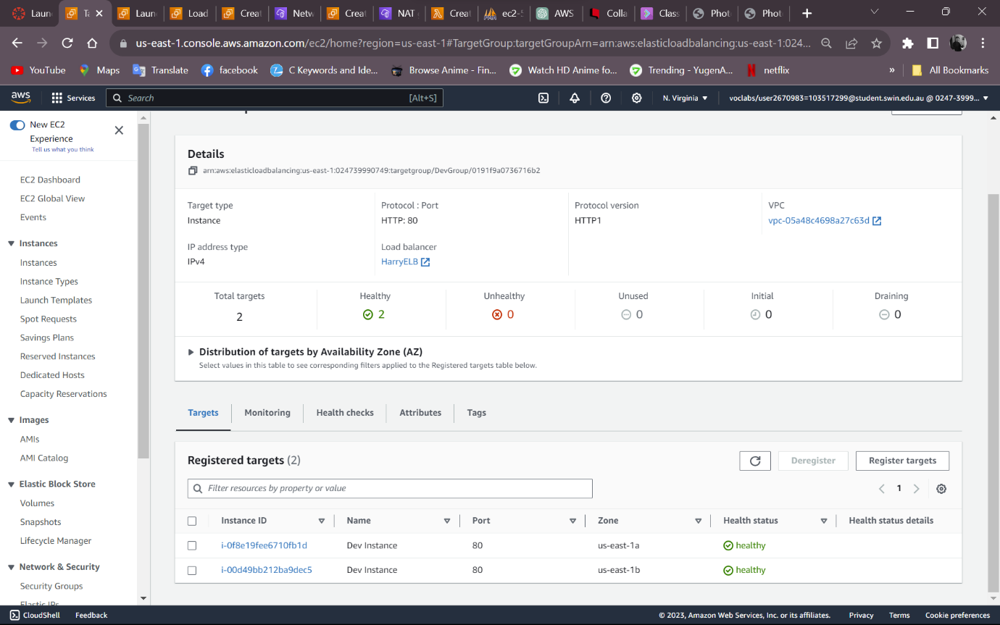 Laun
Ta
Laun
Load
Creat
Netw
Creat
NAT g
Creat
ec2-5
AWS
Colla
Class
Photo
Photo
us-east-1.console.aws.amazon.com/ec2/home?region=us-east-1#TargetGroup:targetGroupArn=arn:aws:elasticloadbalancing:us-east-1:024...
YouTube
Maps
Translate
facebook
C Keywords and Ide...
Browse Anime - Fin...
Watch HD Anime fo...
Trending - YugenA...
netflix
»
All Bookmarks
aws
Services
Search
[Alt+S]
N. Virginia
voclabs/user2670983=103517299@student.swin.edu.au @ 0247-3999...
New EC2
Experience
Tell us what you think
EC2 Dashboard
EC2 Global View
Events
Instances
Instances
Instance Types
Launch Templates
Spot Requests
Savings Plans
Reserved Instances
Dedicated Hosts
Capacity Reservations
Images
AMIs
AMI Catalog
Elastic Block Store
Volumes
Snapshots
Lifecycle Manager
Network & Security
Security Groups
Elastic IPs
Details
arn:aws:elasticloadbalancing:us-east-1:024739990749:targetgroup/DevGroup/0191f9a0736716b2
Target type
Instance
Protocol : Port
HTTP: 80
Protocol version
HTTP1
VPC
vpc-05a48c4698a27c63d
IP address type
IPv4
Load balancer
HarryELB
Total targets
2
Healthy
2
Unhealthy
0
Unused
0
Initial
0
Draining
0
Distribution of targets by Availability Zone (AZ)
Select values in this table to see corresponding filters applied to the Registered targets table below.
Targets
Monitoring
Health checks
Attributes
Tags
Registered targets (2)
Deregister
Register targets
Filter resources by property or value
1
Instance ID Name Port Zone Health status Health status details
i-0f8e19fee6710fb1d Dev Instance 80 us-east-1a healthy
i-00d49bb212ba9dec5 Dev Instance 80 us-east-1b healthy
CloudShell
Feedback
© 2023, Amazon Web Services, Inc. or its affiliates.
Privacy
Terms
Cookie preferences